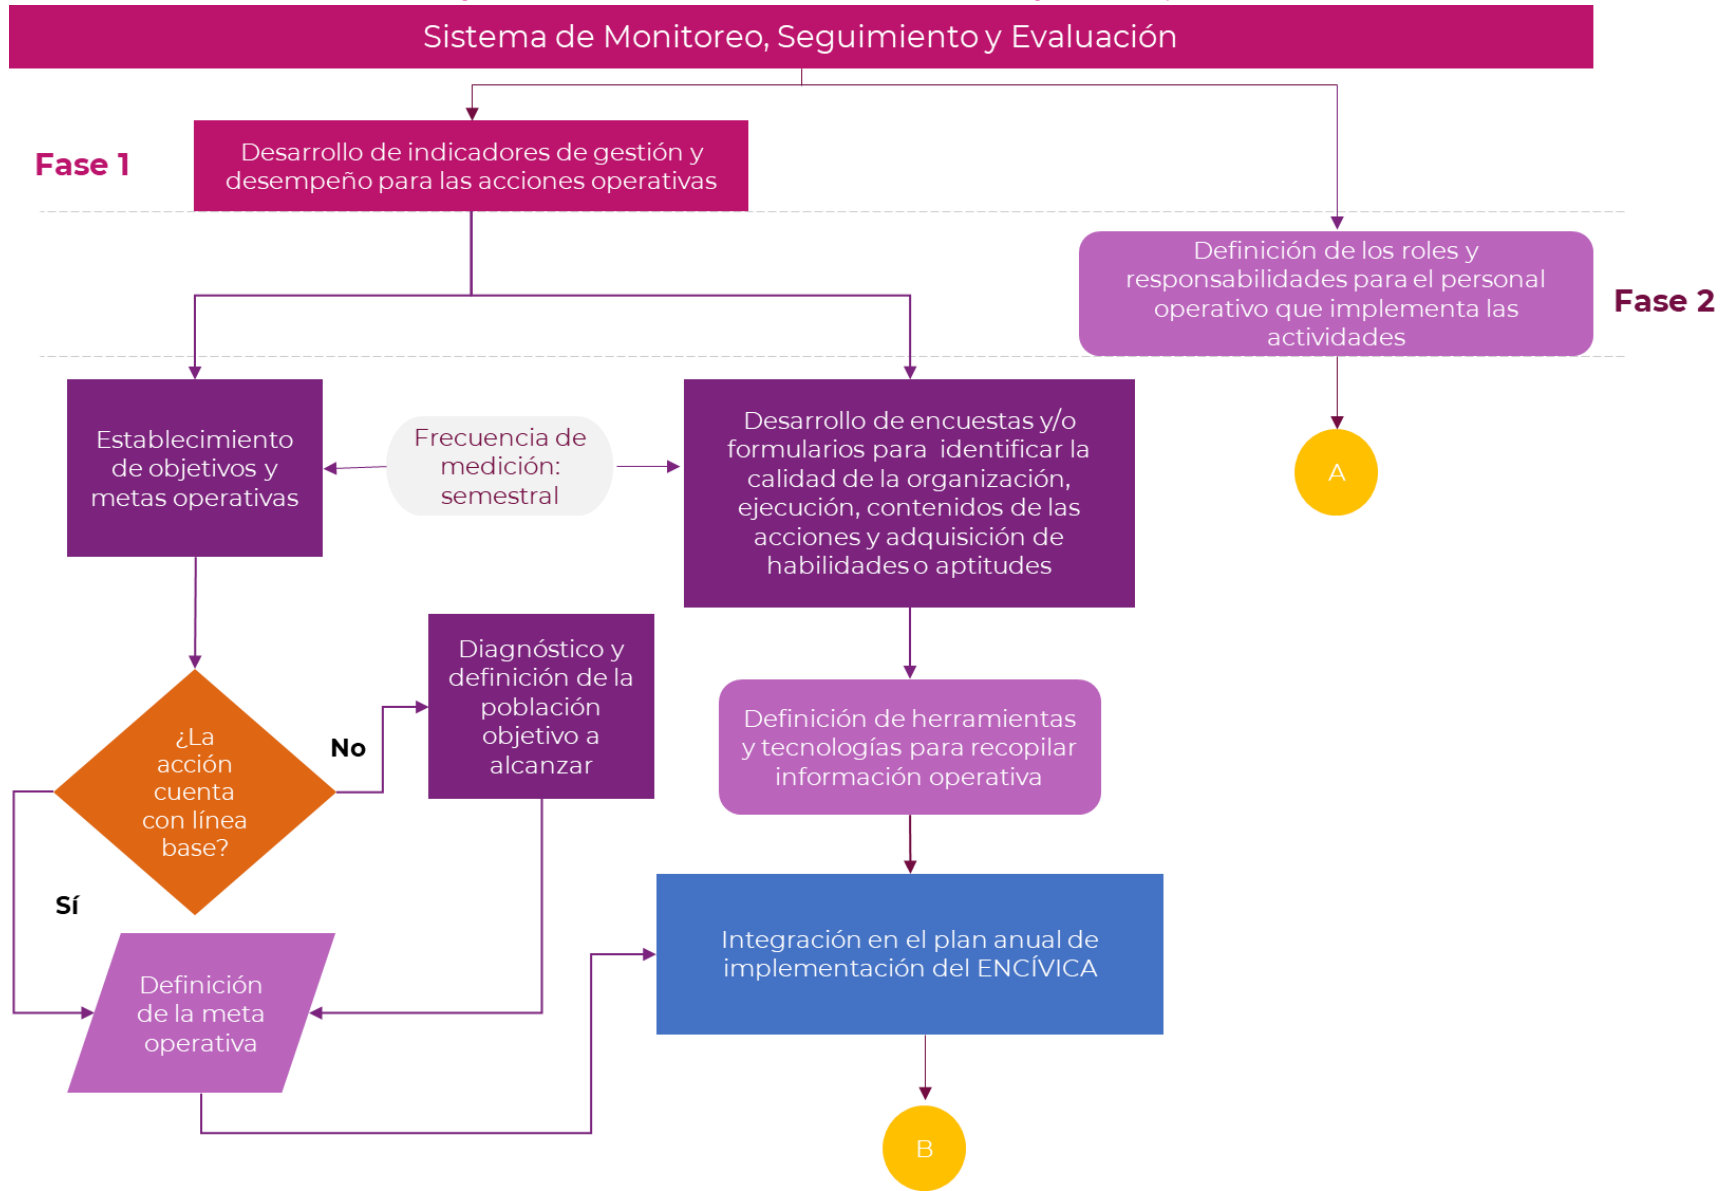 Sistema de Monitoreo, Seguimiento y Evaluación
Fase 1
Desarrollo de indicadores de gestión y
desempeño para las acciones operativas
Definición de los roles y
responsabilidades para el personal
operativo que implementa las
actividades
Fase 2
Establecimiento
de objetivos y
metas operativas
Frecuencia de
medición:
semestral
Desarrollo de encuestas y/o
formularios para identificar la
calidad de la organización,
ejecución, contenidos de las
acciones y adquisición de
habilidades o aptitudes
A
Diagnóstico y
definición de la
población
objetivo a
alcanzar
¿La
acción
cuenta
con línea
base?
No
Sí
Definición de herramientas
y tecnologías para recopilar
información operativa
Definición
de la meta
operativa
Integración en el plan anual de
implementación del ENCÍVICA
B